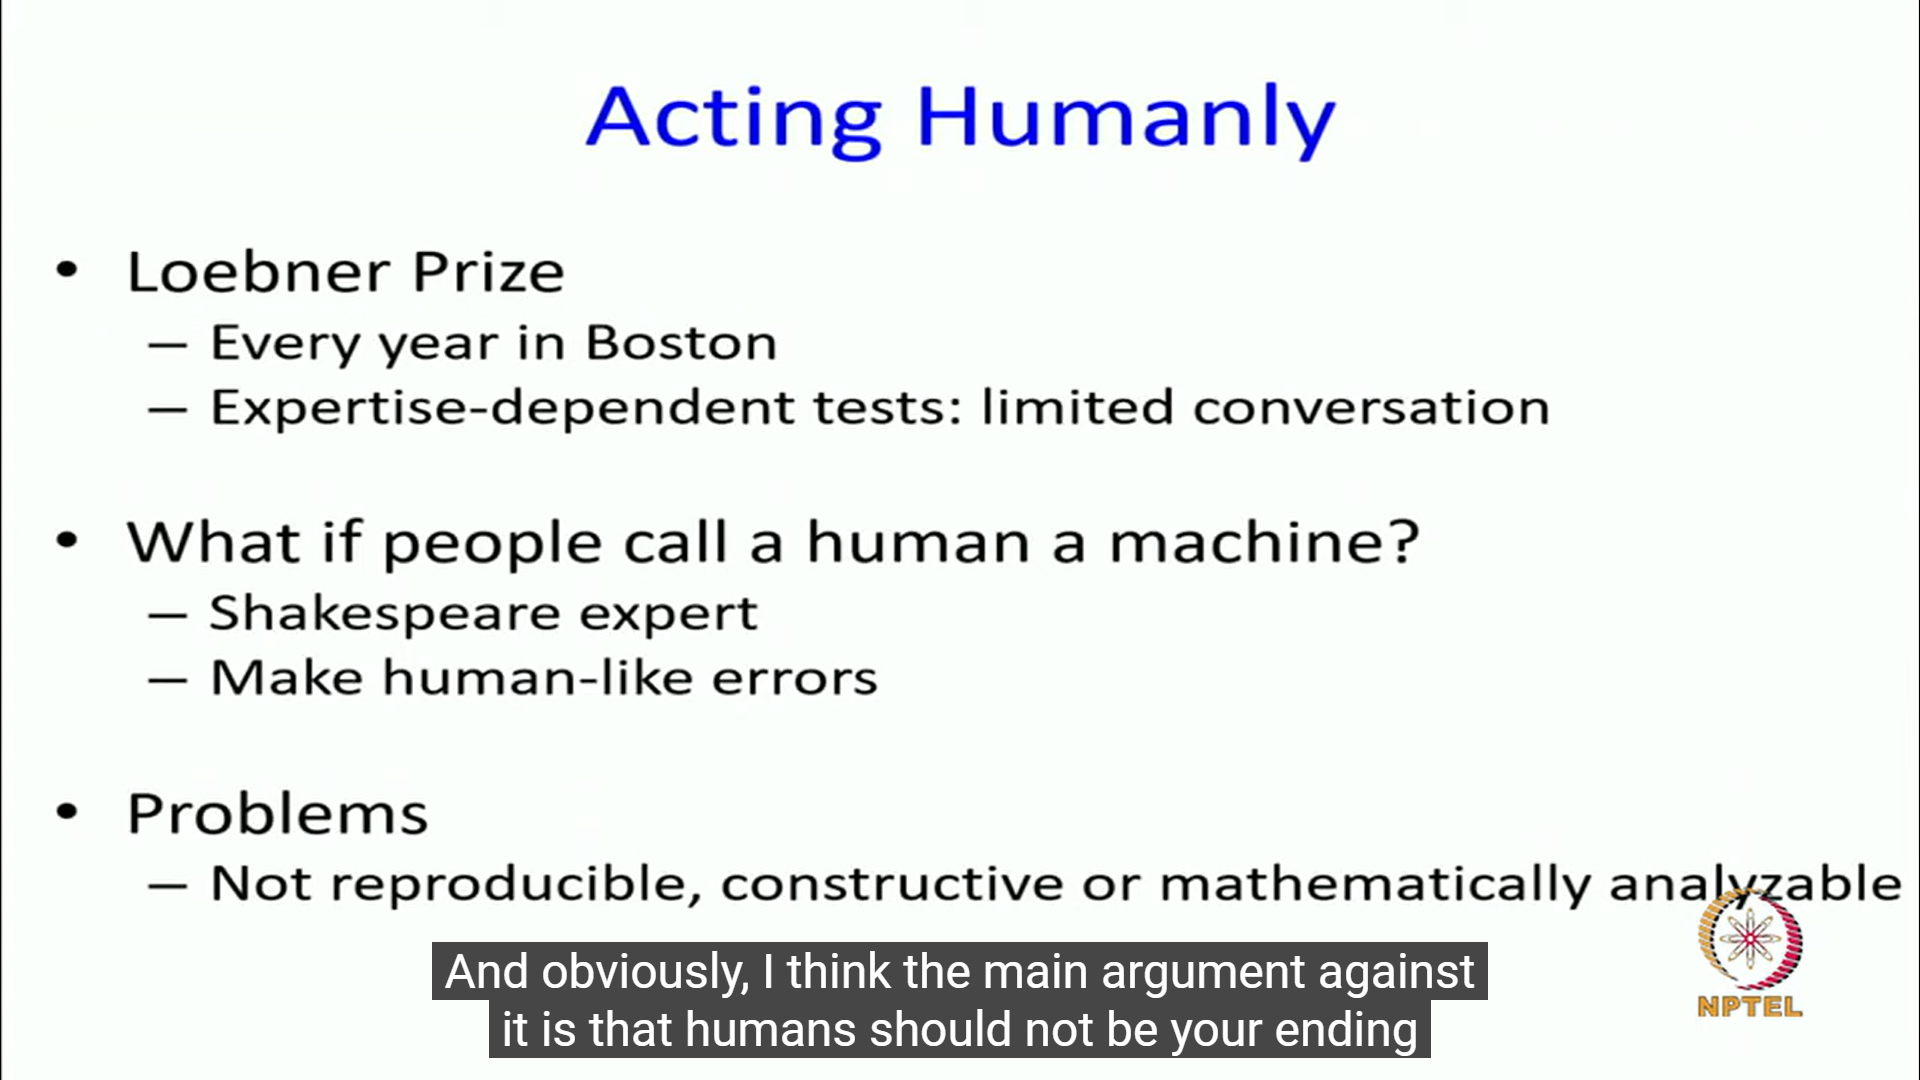 Acting Humanly
• Loebner Prize
– Every year in Boston
– Expertise-dependent tests: limited conversation
• What if people call a human a machine?
– Shakespeare expert
– Make human-like errors
• Problems
– Not reproducible, constructive or mathematically analyzable
NPTEL
And obviously, I think the main argument against
it is that humans should not be your ending